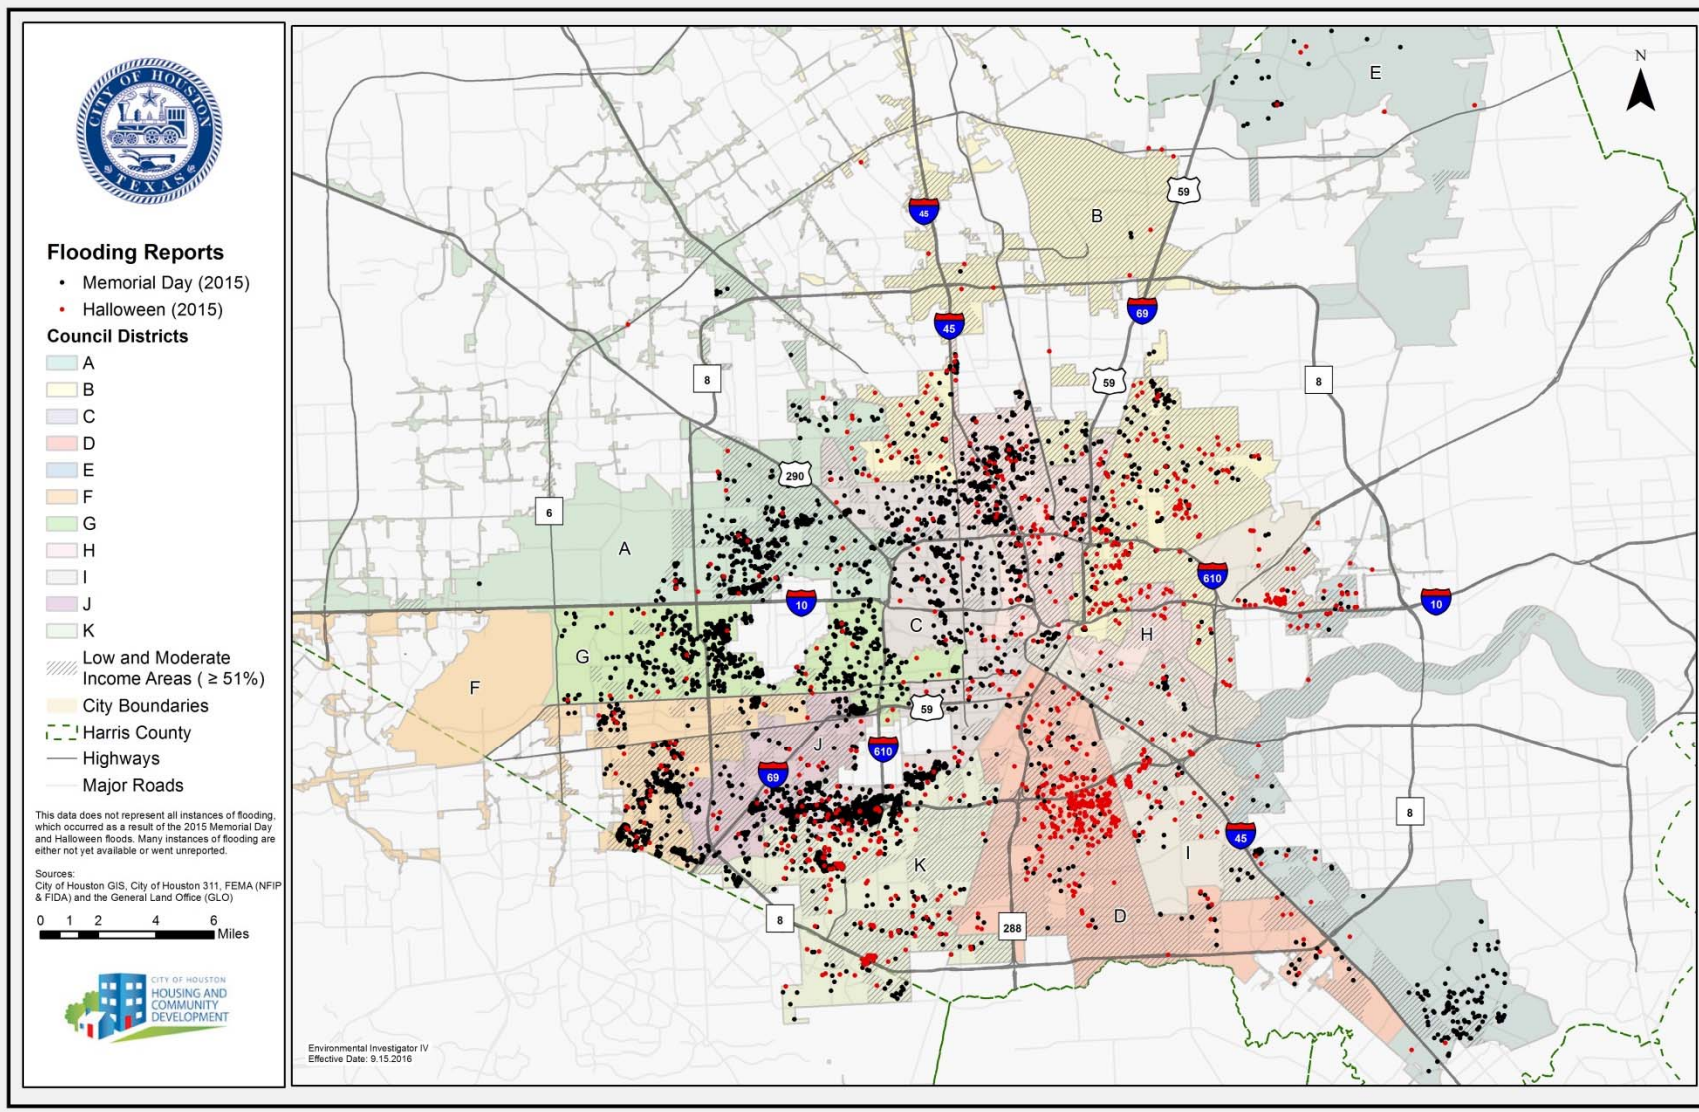 CITY OF HOUSTON
TEXAS
Flooding Reports
Memorial Day (2015)
Halloween (2015)
Council Districts
A
B
C
D
E
F
G
H
I
J
K
Low and Moderate
Income Areas ( ≥ 51%)
City Boundaries
Harris County
Highways
Major Roads
This data does not represent all instances of flooding,
which occurred as a result of the 2015 Memorial Day
and Halloween floods. Many instances of flooding are
either not yet available or went unreported.
Sources:
City of Houston GIS, City of Houston 311, FEMA (NFIP
& FIDA) and the General Land Office (GLO)
0 1 2 4 6
Miles
CITY OF HOUSTON
HOUSING AND
COMMUNITY
DEVELOPMENT
E
N
59
45
B
69
45
8
59
8
290
6
A
610
10
10
C
H
G
F
59
J
610
69
8
45
I
K
D
8
288
Environmental Investigator IV
Effective Date: 9.15.2016